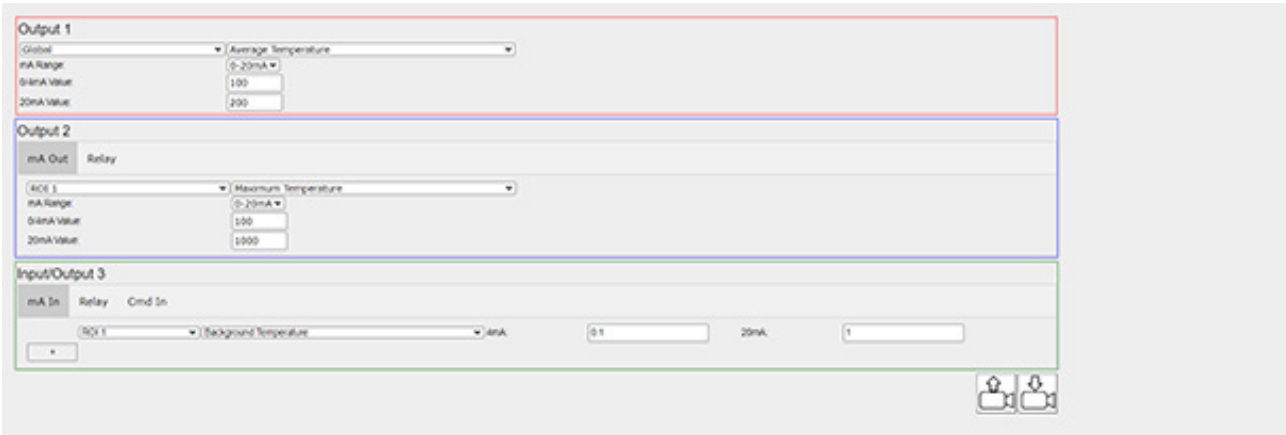 Output 1
Global Average Temperature
mA Range: 0-20mA
0/4mA Value: 100
20mA Value: 200
Output 2
mA Out Relay
ROI 1 Maximum Temperature
mA Range: 0-20mA
0/4mA Value: 100
20mA Value: 1000
Input/Output 3
mA In Relay Cmd In
ROI 1 Background Temperature 4mA: 0.1 20mA: 1
+